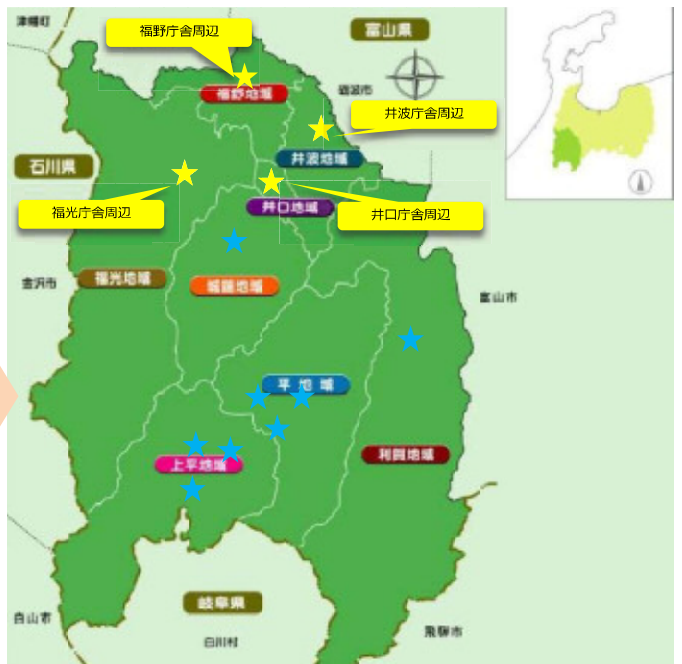 津幡町
福野庁舎周辺
富山県
砺波市
福野地域
井波庁舎周辺
井波地域
石川県
井口地域
福光庁舎周辺
井口庁舎周辺
金沢市
福光地域
城端地域
富山市
平地域
利賀地域
上平地域
岐阜県
白山市
白川村
飛騨市